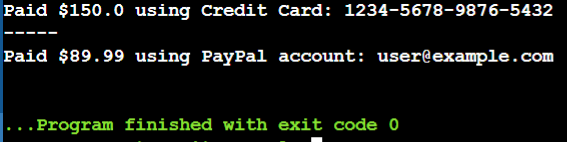 Paid $150.0 using Credit Card: 1234-5678-9876-5432
-----
Paid $89.99 using PayPal account: user@example.com
...Program finished with exit code 0